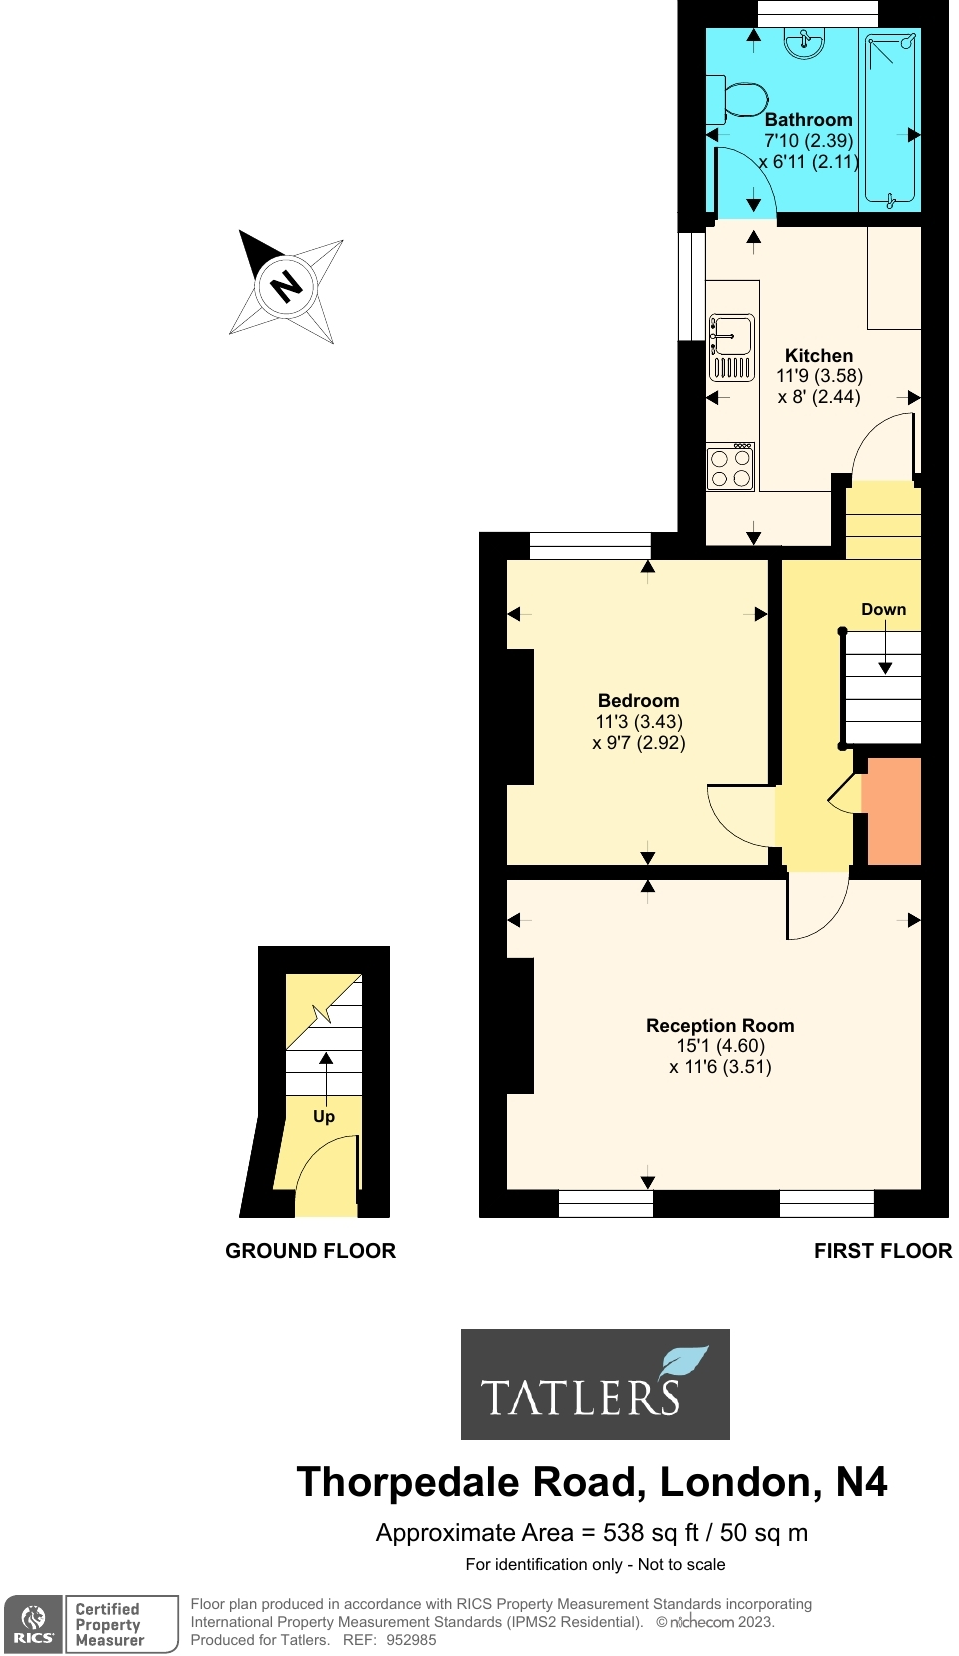 Bathroom
7'10 (2.39)
x 6'11 (2.11)
N
Kitchen
11'9 (3.58)
x 8' (2.44)
Down
Bedroom
11'3 (3.43)
x 9'7 (2.92)
Reception Room
15'1 (4.60)
x 11'6 (3.51)
Up
GROUND FLOOR
FIRST FLOOR
TATLERS
Thorpedale Road, London, N4
Approximate Area = 538 sq ft / 50 sq m
For identification only - Not to scale
RICS
Certified
Property
Measurer
Floor plan produced in accordance with RICS Property Measurement Standards incorporating
International Property Measurement Standards (IPMS2 Residential). © nichecom 2023.
Produced for Tatlers. REF: 952985